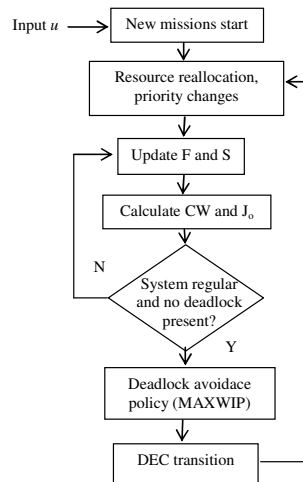 Input u
New missions start
Resource reallocation,
priority changes
Update F and S
Calculate CW and Jo
N
System regular
and no deadlock
present?
Y
Deadlock avoidace
policy (MAXWIP)
DEC transition